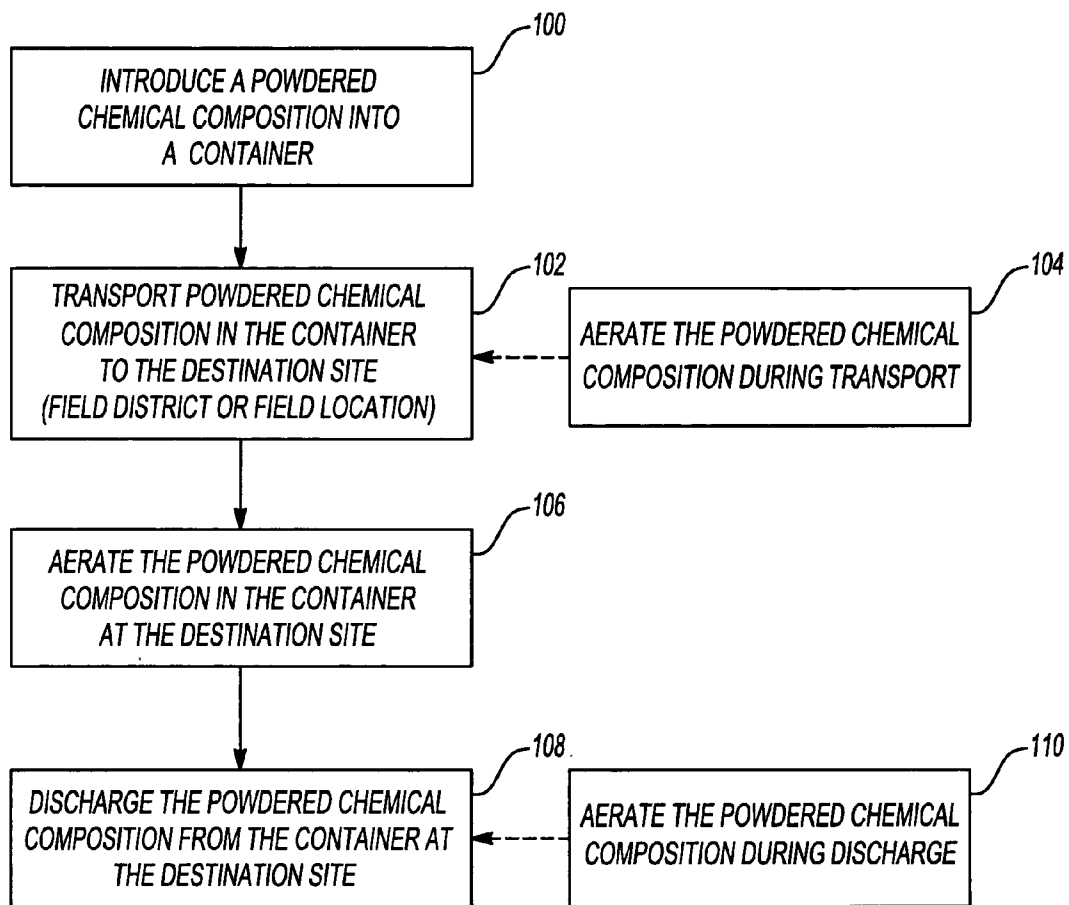 100
INTRODUCE A POWDERED
CHEMICAL COMPOSITION INTO
A CONTAINER
102
TRANSPORT POWDERED CHEMICAL
COMPOSITION IN THE CONTAINER
TO THE DESTINATION SITE
(FIELD DISTRICT OR FIELD LOCATION)
104
AERATE THE POWDERED CHEMICAL
COMPOSITION DURING TRANSPORT
106
AERATE THE POWDERED CHEMICAL
COMPOSITION IN THE CONTAINER
AT THE DESTINATION SITE
108
DISCHARGE THE POWDERED CHEMICAL
COMPOSITION FROM THE CONTAINER AT
THE DESTINATION SITE
110
AERATE THE POWDERED CHEMICAL
COMPOSITION DURING DISCHARGE